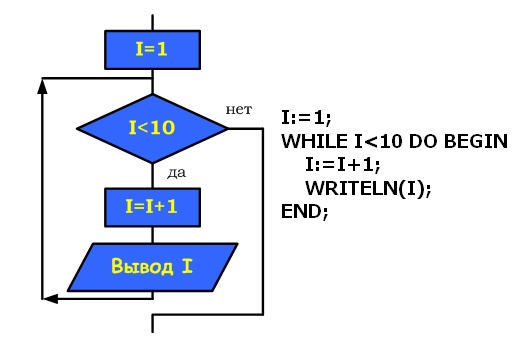 I=1
I<10
нет
да
I=I+1
Вывод I
I:=1;
WHILE I<10 DO BEGIN
I:=I+1;
WRITELN(I);
END;